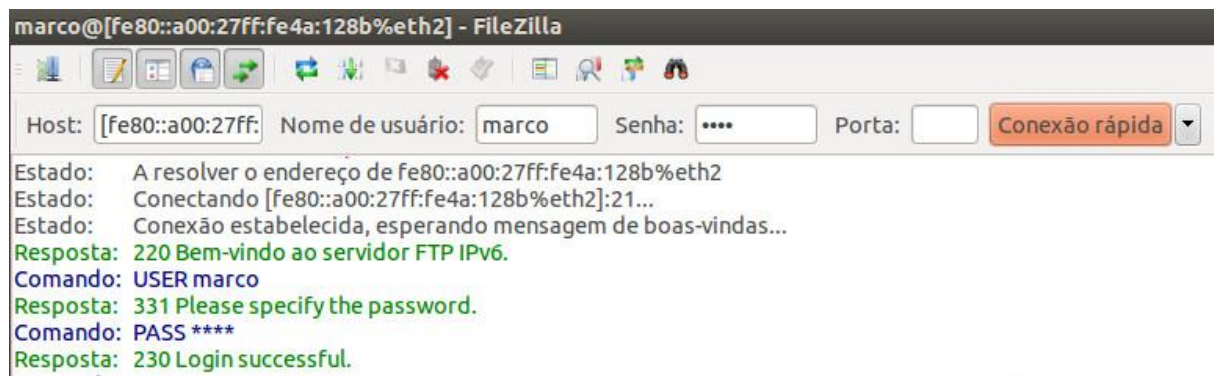 marco@[fe80::a00:27ff:fe4a:128b%eth2] - FileZilla
Host: [fe80::a00:27ff: Nome de usuário: marco Senha: •••• Porta: Conexão rápida
Estado: A resolver o endereço de fe80::a00:27ff:fe4a:128b%eth2
Estado: Conectando [fe80::a00:27ff:fe4a:128b%eth2]:21...
Estado: Conexão estabelecida, esperando mensagem de boas-vindas...
Resposta: 220 Bem-vindo ao servidor FTP IPv6.
Comando: USER marco
Resposta: 331 Please specify the password.
Comando: PASS ****
Resposta: 230 Login successful.